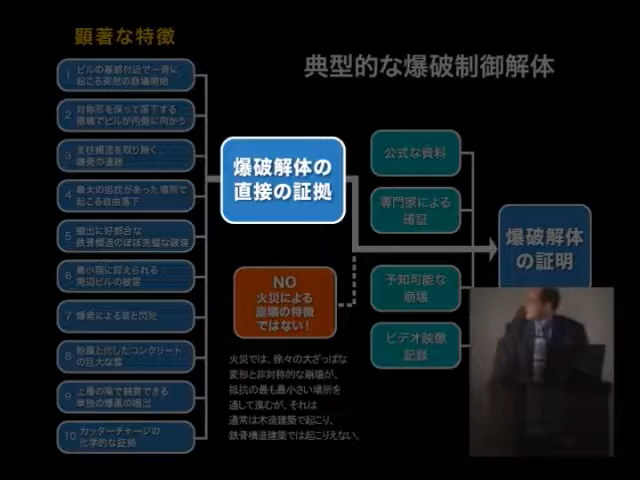 顕著な特徴
典型的な爆破制御解体
1 ビルの基部付近で一斉に
起こる突然の崩壊開始
2 対称形を保って落下する
崩壊でビルが内側に向かう
3 支柱構造を取り除く、
爆発の連続
4 最大の抵抗があった場所で
起こる自由落下
5 搬出に好都合な
鉄骨構造のほぼ完璧な破壊
6 最小限に抑えられる
周辺ビルの被害
7 爆発による音と閃光
8 粉塵と化したコンクリート
の巨大な雲
9 上層の階で観察できる
単独の爆風の噴出
10 カッターチャージの
化学的な証拠
爆破解体の
直接の証拠
NO
火災による
崩壊の特徴
ではない!
火災では、徐々の大ざっぱな
変形と非対称的な崩壊が、
抵抗の最も最小さい場所を
通して進むが、それは
通常は木造建築で起こり、
鉄骨構造建築では起こりえない。
公式な資料
専門家による
確証
予知可能な
崩壊
ビデオ映像
記録
爆破解体
の証明